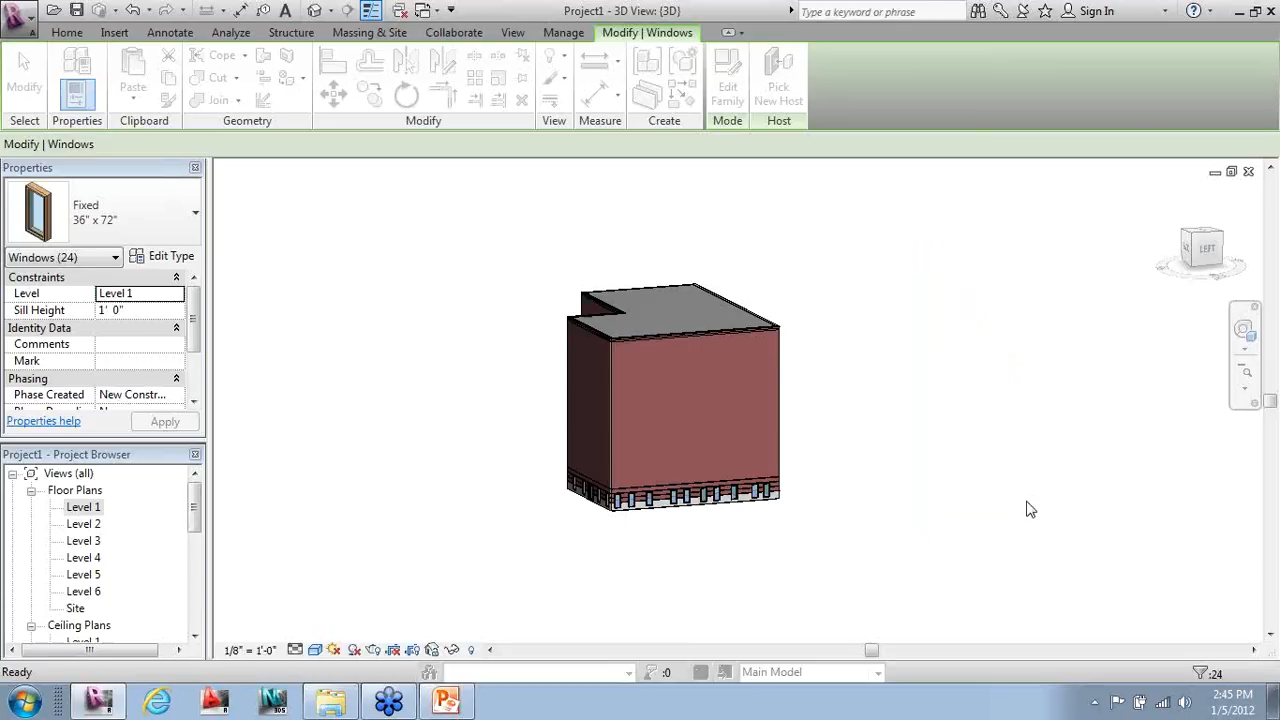 Project1 - 3D View: {3D}
Type a keyword or phrase
Sign In
Home Insert Annotate Analyze Structure Massing & Site Collaborate View Manage Modify | Windows
Modify
Cope
Cut
Join
Paste
Edit Family
Pick New Host
Select Properties Clipboard Geometry Modify View Measure Create Mode Host
Modify | Windows
Properties
Fixed
36" x 72"
Windows (24) Edit Type
Constraints
Level Level 1
Sill Height 1' 0"
Identity Data
Comments
Mark
Phasing
Phase Created New Constr...
Properties help Apply
Project1 - Project Browser
Views (all)
Floor Plans
Level 1
Level 2
Level 3
Level 4
Level 5
Level 6
Site
Ceiling Plans
Level 1
LEFT
1/8" = 1'-0"
Ready
:0
Main Model
:24
2:45 PM
1/5/2012